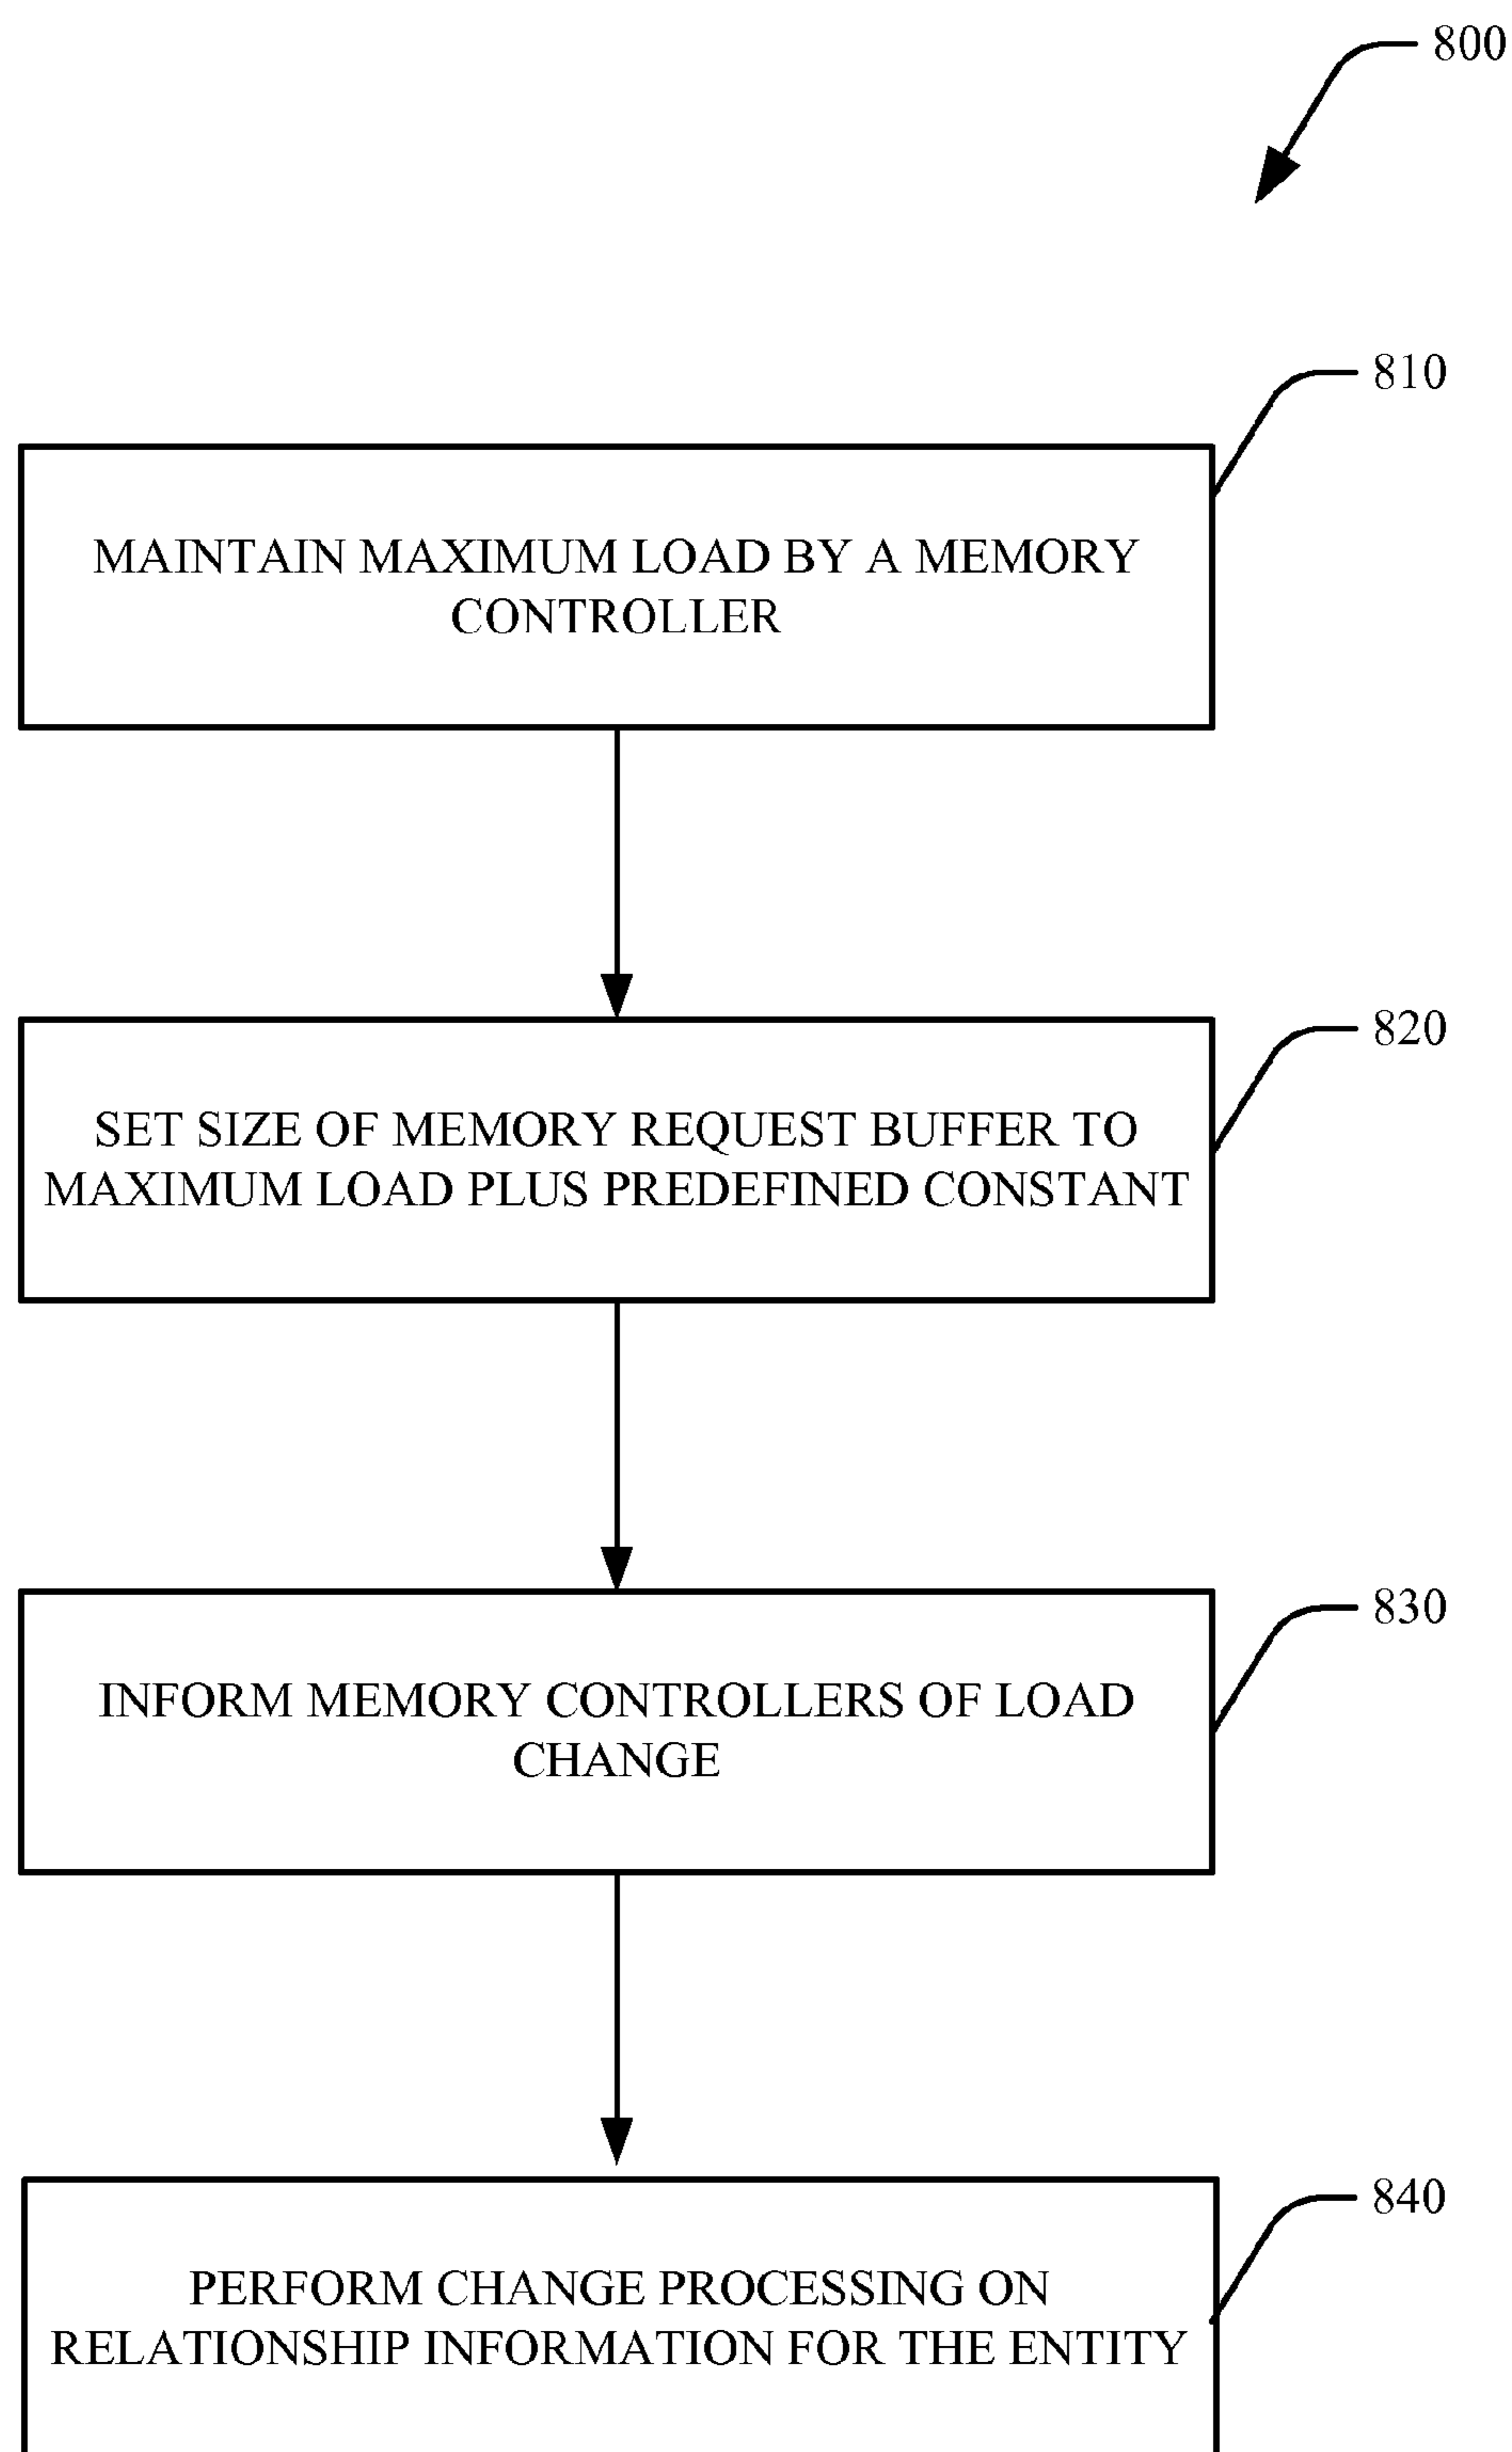 800
810
MAINTAIN MAXIMUM LOAD BY A MEMORY
CONTROLLER
820
SET SIZE OF MEMORY REQUEST BUFFER TO
MAXIMUM LOAD PLUS PREDEFINED CONSTANT
830
INFORM MEMORY CONTROLLERS OF LOAD
CHANGE
840
PERFORM CHANGE PROCESSING ON
RELATIONSHIP INFORMATION FOR THE ENTITY